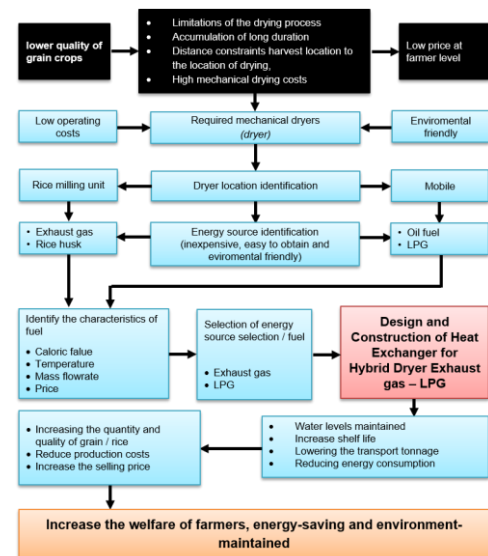 lower quality of
grain crops
• Limitations of the drying process
• Accumulation of long duration
• Distance constraints harvest location to
the location of drying,
• High mechanical drying costs
Low price at
farmer level
Low operating
costs
Required mechanical dryers
(dryer)
Enviromental
friendly
Rice milling unit
Dryer location identification
Mobile
• Exhaust gas
• Rice husk
Energy source identification
(inexpensive, easy to obtain and
enviromental friendly)
• Oil fuel
• LPG
Identify the characteristics of
fuel
• Caloric falue
• Temperature
• Mass flowrate
• Price
Selection of energy
source selection / fuel
• Exhaust gas
• LPG
Design and
Construction of Heat
Exchanger for
Hybrid Dryer Exhaust
gas – LPG
• Increasing the quantity and
quality of grain / rice
• Reduce production costs
• Increase the selling price
• Water levels maintained
• Increase shelf life
• Lowering the transport tonnage
• Reducing energy consumption
Increase the welfare of farmers, energy-saving and environment-
maintained